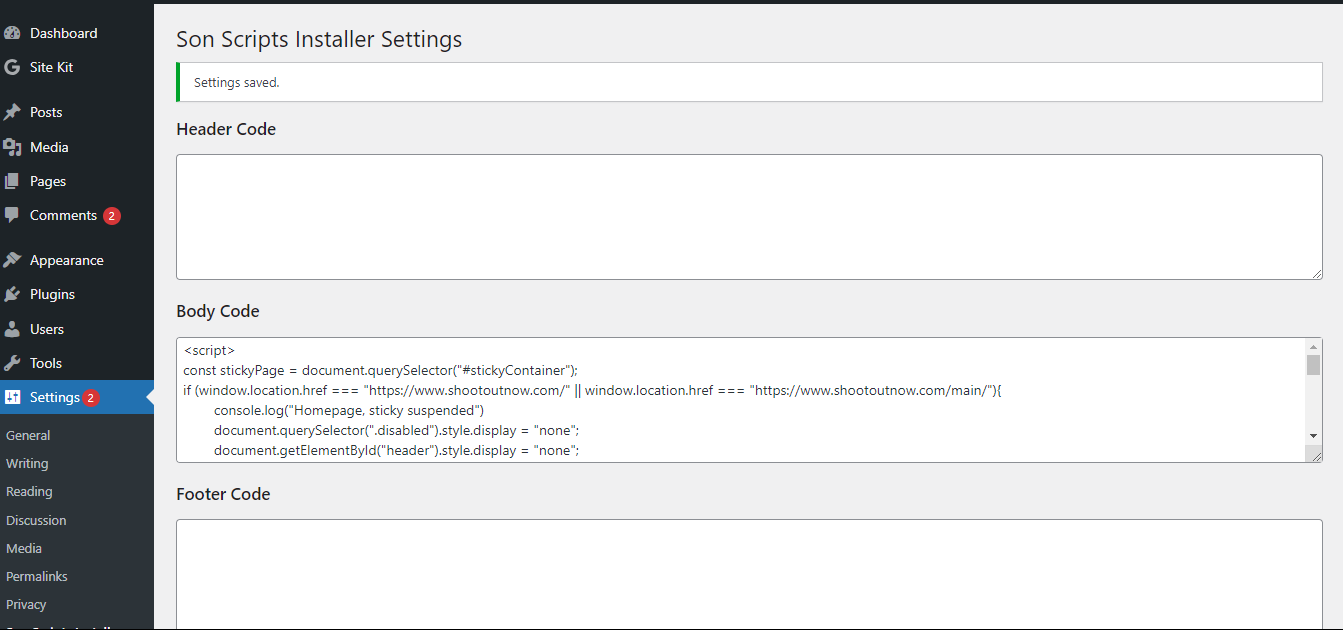 Dashboard
Site Kit
Posts
Media
Pages
Comments 2
Appearance
Plugins
Users
Tools
Settings 2
General
Writing
Reading
Discussion
Media
Permalinks
Privacy
Son Scripts Installer Settings
Settings saved.
Header Code
Body Code
<script>
const stickyPage = document.querySelector("#stickyContainer");
if (window.location.href === "https://www.shootoutnow.com/" || window.location.href === "https://www.shootoutnow.com/main/"){
console.log("Homepage, sticky suspended")
document.querySelector(".disabled").style.display = "none";
document.getElementById("header").style.display = "none";
Footer Code